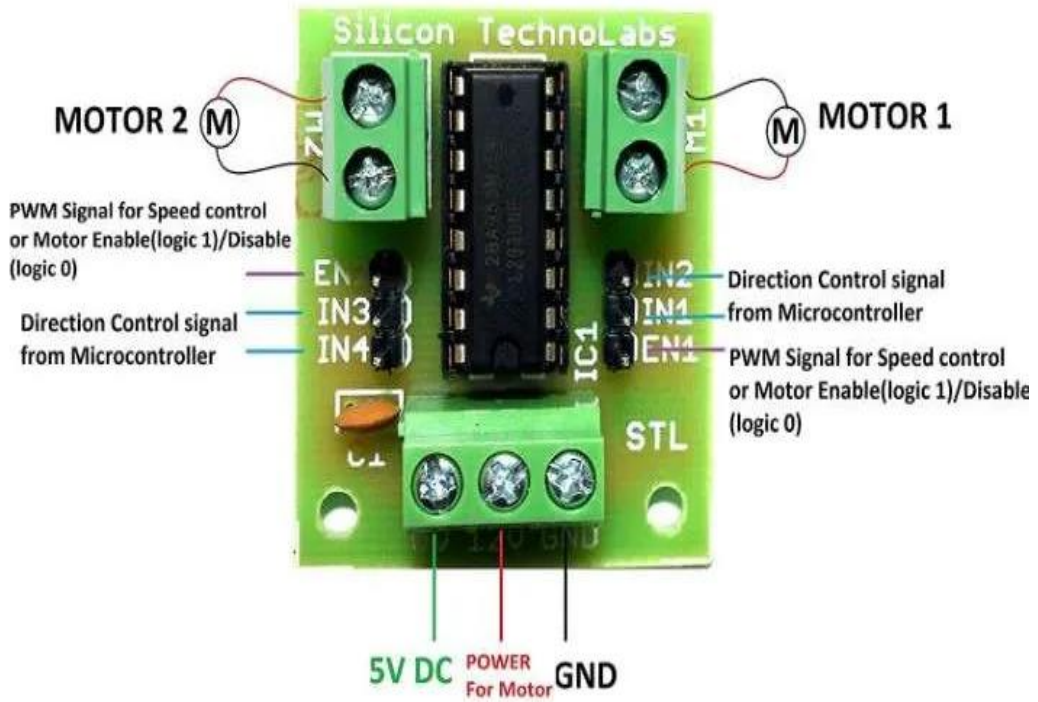 Silicon TechnoLabs
MOTOR 2
M
M2
M1
M
MOTOR 1
PWM Signal for Speed control
or Motor Enable(logic 1)/Disable
(logic 0)
EN
IN3
IN4
Direction Control signal
from Microcontroller
IN2
IN1
EN1
Direction Control signal
from Microcontroller
PWM Signal for Speed control
or Motor Enable(logic 1)/Disable
(logic 0)
IC1
C1
STL
GND
5V DC
POWER
For Motor
GND